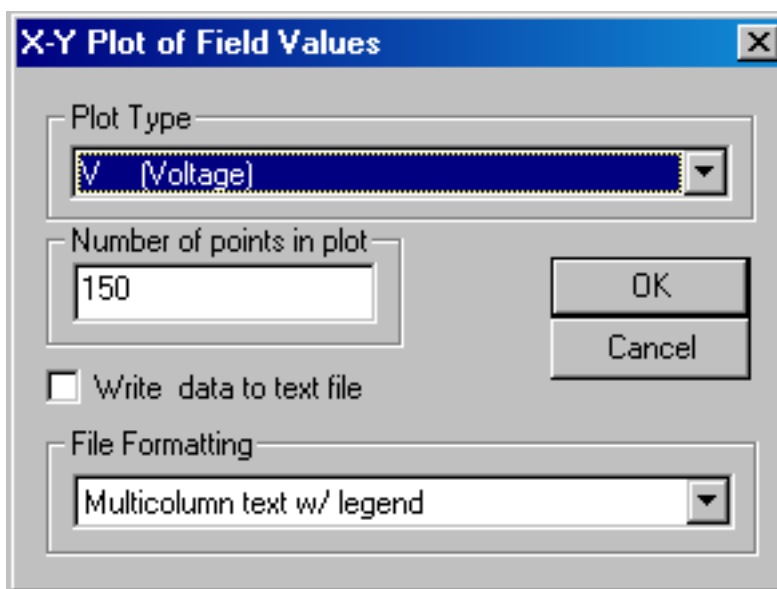 X-Y Plot of Field Values
Plot Type
V (Voltage)
Number of points in plot
150
OK
Cancel
Write data to text file
File Formatting
Multicolumn text w/ legend